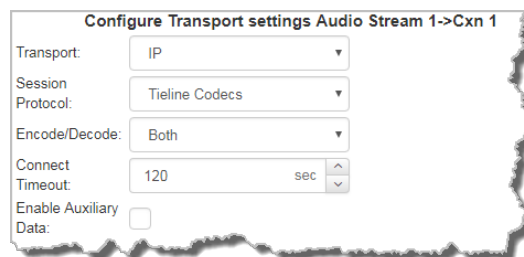 Configure Transport settings Audio Stream 1->Cxn 1
Transport: IP
Session
Protocol: Tieline Codecs
Encode/Decode: Both
Connect
Timeout: 120 sec
Enable Auxiliary
Data: